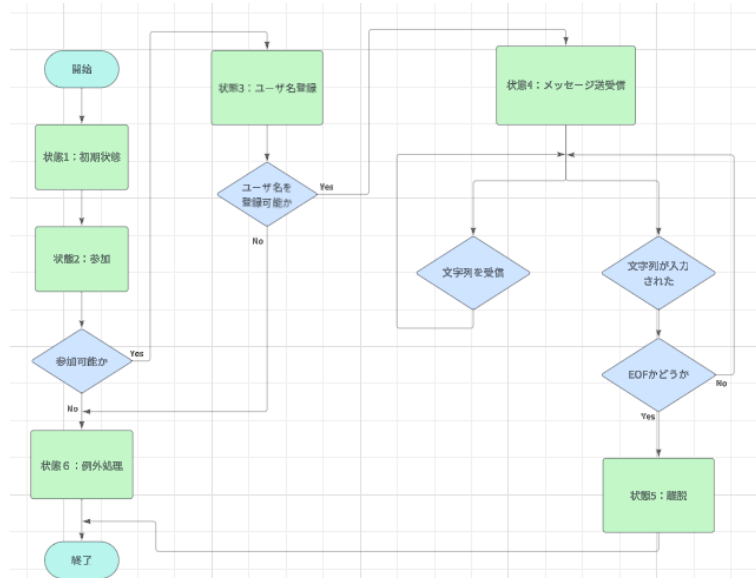 開始
状態1：初期状態
状態2：参加
参加可能か
Yes
No
状態６：例外処理
終了
状態3：ユーザ名登録
ユーザ名を
登録可能か
Yes
No
状態4：メッセージ送受信
文字列を受信
文字列が入力
された
EOFかどうか
No
Yes
状態5：離脱